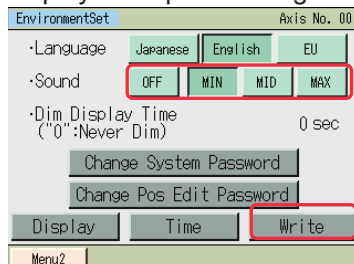 EnvironmentSet Axis No. 00
·Language Japanese English EU
·Sound OFF MIN MID MAX
·Dim Display Time
("0":Never Dim) 0 sec
Change System Password
Change Pos Edit Password
Display Time Write
Menu2